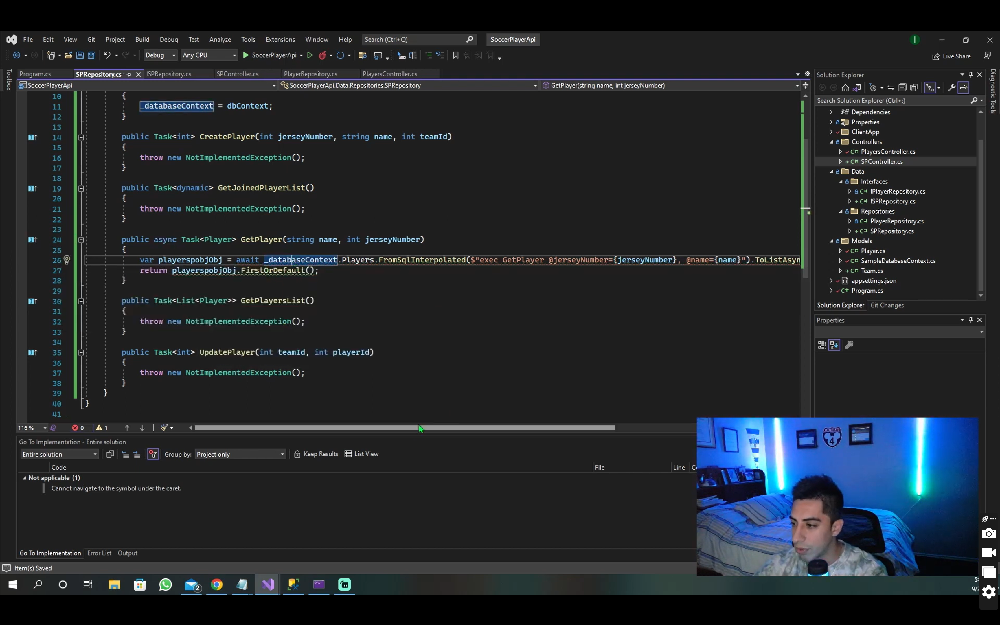 File Edit View Git Project Build Debug Test Analyze Tools Extensions Window Help Search (Ctrl+Q) SoccerPlayerApi
Debug Any CPU SoccerPlayerApi Live Share
Toolbox
Program.cs SPRepository.cs ISPRepository.cs SPController.cs PlayerRepository.cs PlayersController.cs
SoccerPlayerApi SoccerPlayerApi.Data.Repositories.SPRepository GetPlayer(string name, int jerseyNumber)
10 {
11 _databaseContext = dbContext;
12 }
13
14 public Task<int> CreatePlayer(int jerseyNumber, string name, int teamId)
15 {
16 throw new NotImplementedException();
17 }
18
19 public Task<dynamic> GetJoinedPlayerList()
20 {
21 throw new NotImplementedException();
22 }
23
24 public async Task<Player> GetPlayer(string name, int jerseyNumber)
25 {
26 var playerspobjObj = await _databaseContext.Players.FromSqlInterpolated($"exec GetPlayer @jerseyNumber={jerseyNumber}, @name={name}").ToListAsyn
27 return playerspobjObj.FirstOrDefault();
28 }
29
30 public Task<List<Player>> GetPlayersList()
31 {
32 throw new NotImplementedException();
33 }
34
35 public Task<int> UpdatePlayer(int teamId, int playerId)
36 {
37 throw new NotImplementedException();
38 }
39 }
40 }
41
116 % 0 1
Solution Explorer
Search Solution Explorer (Ctrl+;)
Dependencies
Properties
ClientApp
Controllers
C# PlayersController.cs
+ C# SPController.cs
Data
Interfaces
C# IPlayerRepository.cs
+ C# ISPRepository.cs
Repositories
C# PlayerRepository.cs
+ C# SPRepository.cs
Models
C# Player.cs
C# SampleDatabaseContext.cs
+ C# Team.cs
appsettings.json
C# Program.cs
Solution Explorer Git Changes
Properties
Diagnostic Tools
Go To Implementation - Entire solution
Entire solution Group by: Project only Keep Results List View
Code File Line
Not applicable (1)
Cannot navigate to the symbol under the caret.
Go To Implementation Error List Output
Item(s) Saved
INTERSTATE
4
2
5:
9/2